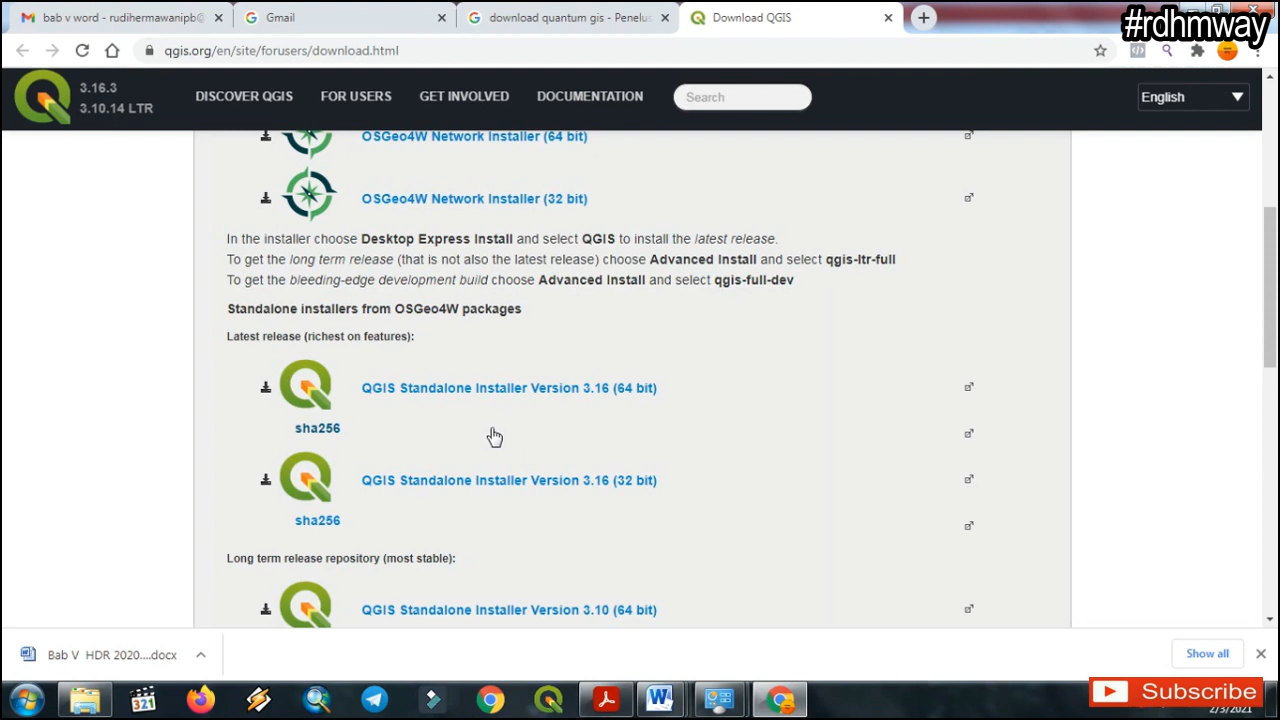 bab v word - rudihermawanipb@
Gmail
download quantum gis - Penelus
Download QGIS
#rdhmway
qgis.org/en/site/forusers/download.html
3.16.3
3.10.14 LTR
DISCOVER QGIS
FOR USERS
GET INVOLVED
DOCUMENTATION
Search
English
OSGeo4W Network Installer (64 bit)
OSGeo4W Network Installer (32 bit)
In the installer choose Desktop Express Install and select QGIS to install the latest release.
To get the long term release (that is not also the latest release) choose Advanced Install and select qgis-ltr-full
To get the bleeding-edge development build choose Advanced Install and select qgis-full-dev
Standalone installers from OSGeo4W packages
Latest release (richest on features):
QGIS Standalone Installer Version 3.16 (64 bit)
sha256
QGIS Standalone Installer Version 3.16 (32 bit)
sha256
Long term release repository (most stable):
QGIS Standalone Installer Version 3.10 (64 bit)
Bab V HDR 2020....docx
Show all
321
Subscribe
2/3/2021